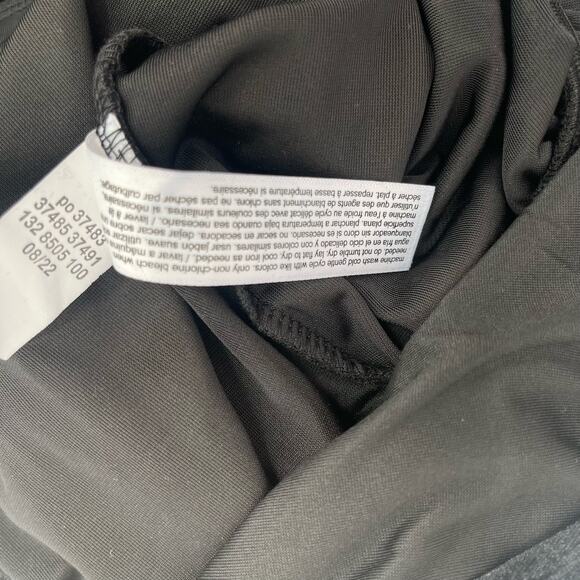 po 37483
37485 37491
132 8505 100
08/22
machine wash cold gentle cycle with like colors.
only non-chlorine bleach when
needed. do not tumble dry, lay flat to dry, cool iron as needed. / lavar a máquina
agua fría en el ciclo delicado y con colores similares. usar jabón suave, utilizar
blanqueador sin cloro si es necesario. no secar en secadora. dejar secar sobre
superficie plana. planchar a temperatura baja cuando sea necesario. / laver à la
machine à l'eau froide au cycle délicat avec des couleurs similaires.
n'utiliser que des agents de blanchiment sans chlore, si nécessaire. ne pas sécher par culbutage.
sécher à plat. repasser à basse température si nécessaire.